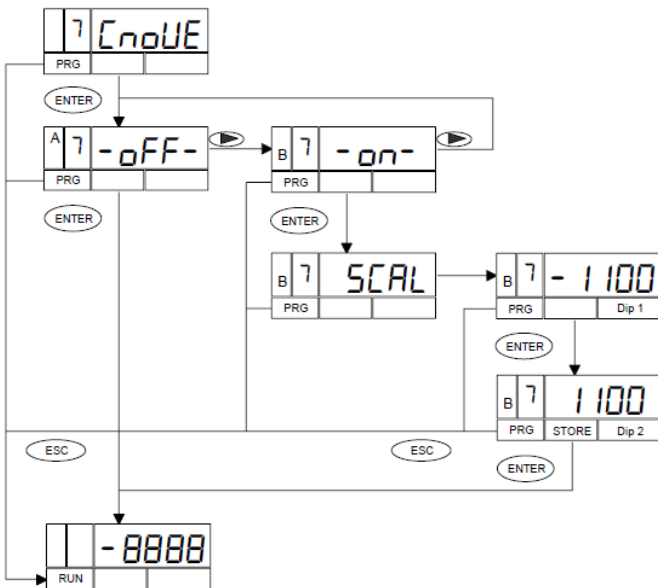 7 CnoUE
PRG
ENTER
A 7 -oFF-
PRG
B 7 -on-
PRG
ENTER
ENTER
B 7 SCAL
PRG
B 7 -1100
PRG Dip 1
ENTER
B 7 1100
PRG STORE Dip 2
ESC
ESC
ENTER
-8888
RUN